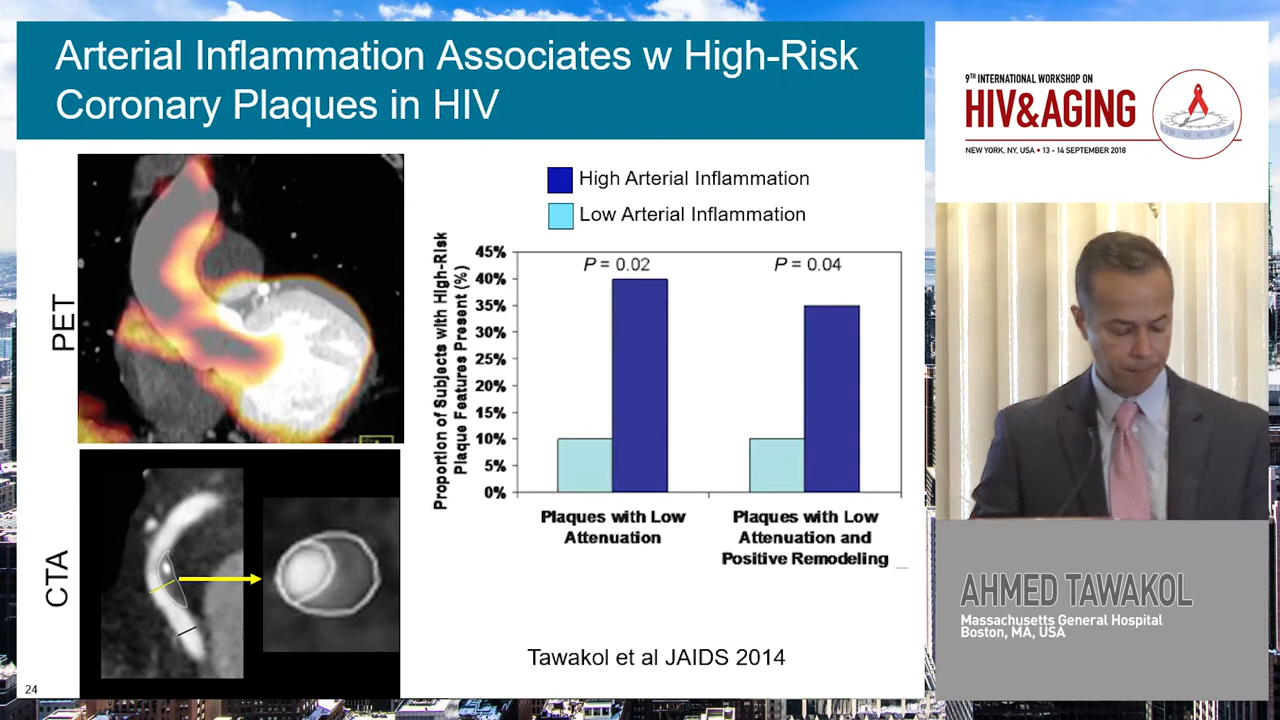 Arterial Inflammation Associates w High-Risk
Coronary Plaques in HIV
PET
CTA
High Arterial Inflammation
Low Arterial Inflammation
Proportion of Subjects with High-Risk
Plaque Features Present (%)
45%
40%
35%
30%
25%
20%
15%
10%
5%
0%
P = 0.02
P = 0.04
Plaques with Low
Attenuation
Plaques with Low
Attenuation and
Positive Remodeling
Tawakol et al JAIDS 2014
24
9TH INTERNATIONAL WORKSHOP ON
HIV&AGING
NEW YORK, NY, USA • 13 - 14 SEPTEMBER 2018
AHMED TAWAKOL
Massachusetts General Hospital
Boston, MA, USA